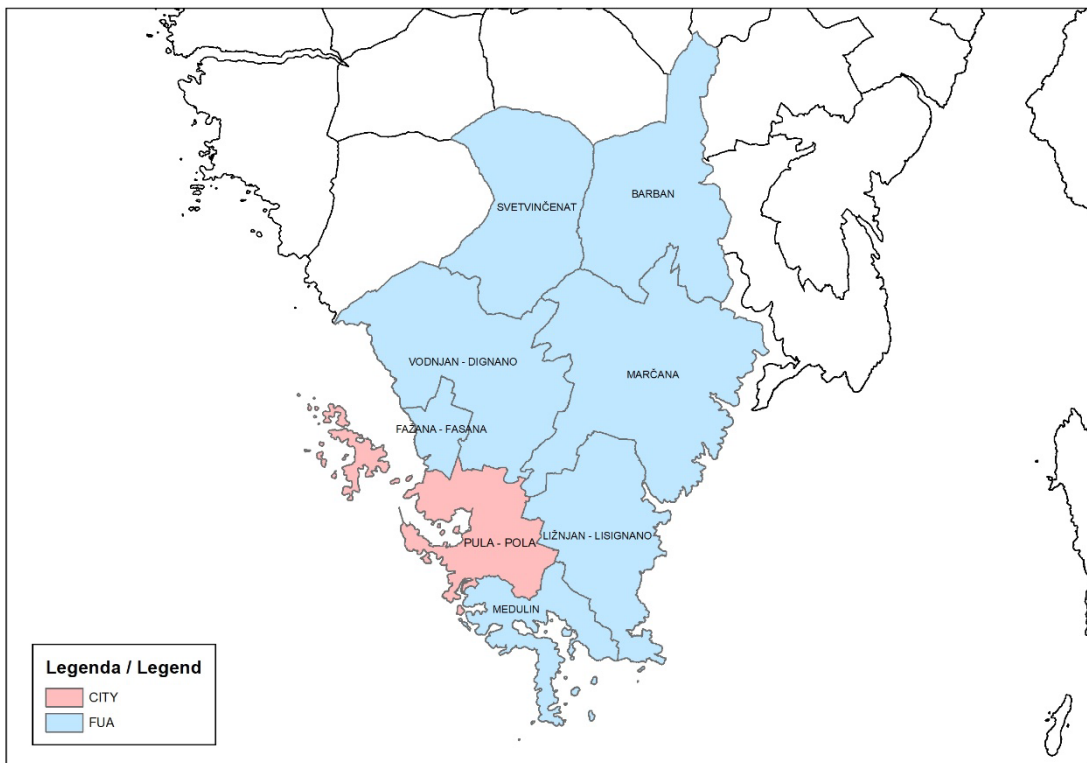 BARBAN
SVETVINČENAT
VODNJAN - DIGNANO
MARČANA
FAŽANA - FASANA
LIŽNJAN - LISIGNANO
PULA - POLA
MEDULIN
Legenda / Legend
CITY
FUA